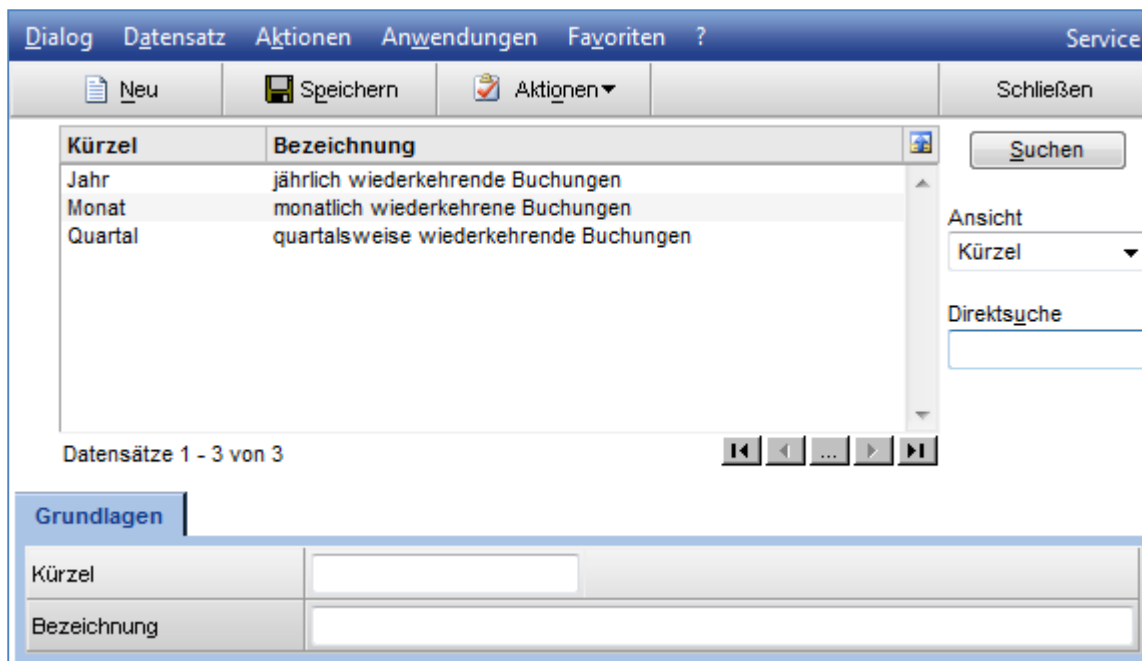 Dialog Datensatz Aktionen Anwendungen Favoriten ? Service
Neu Speichern Aktionen Schließen
Kürzel Bezeichnung
Suchen
Jahr jährlich wiederkehrende Buchungen
Monat monatlich wiederkehrene Buchungen
Quartal quartalsweise wiederkehrende Buchungen
Ansicht
Kürzel
Direktsuche
Datensätze 1 - 3 von 3
...
Grundlagen
Kürzel
Bezeichnung